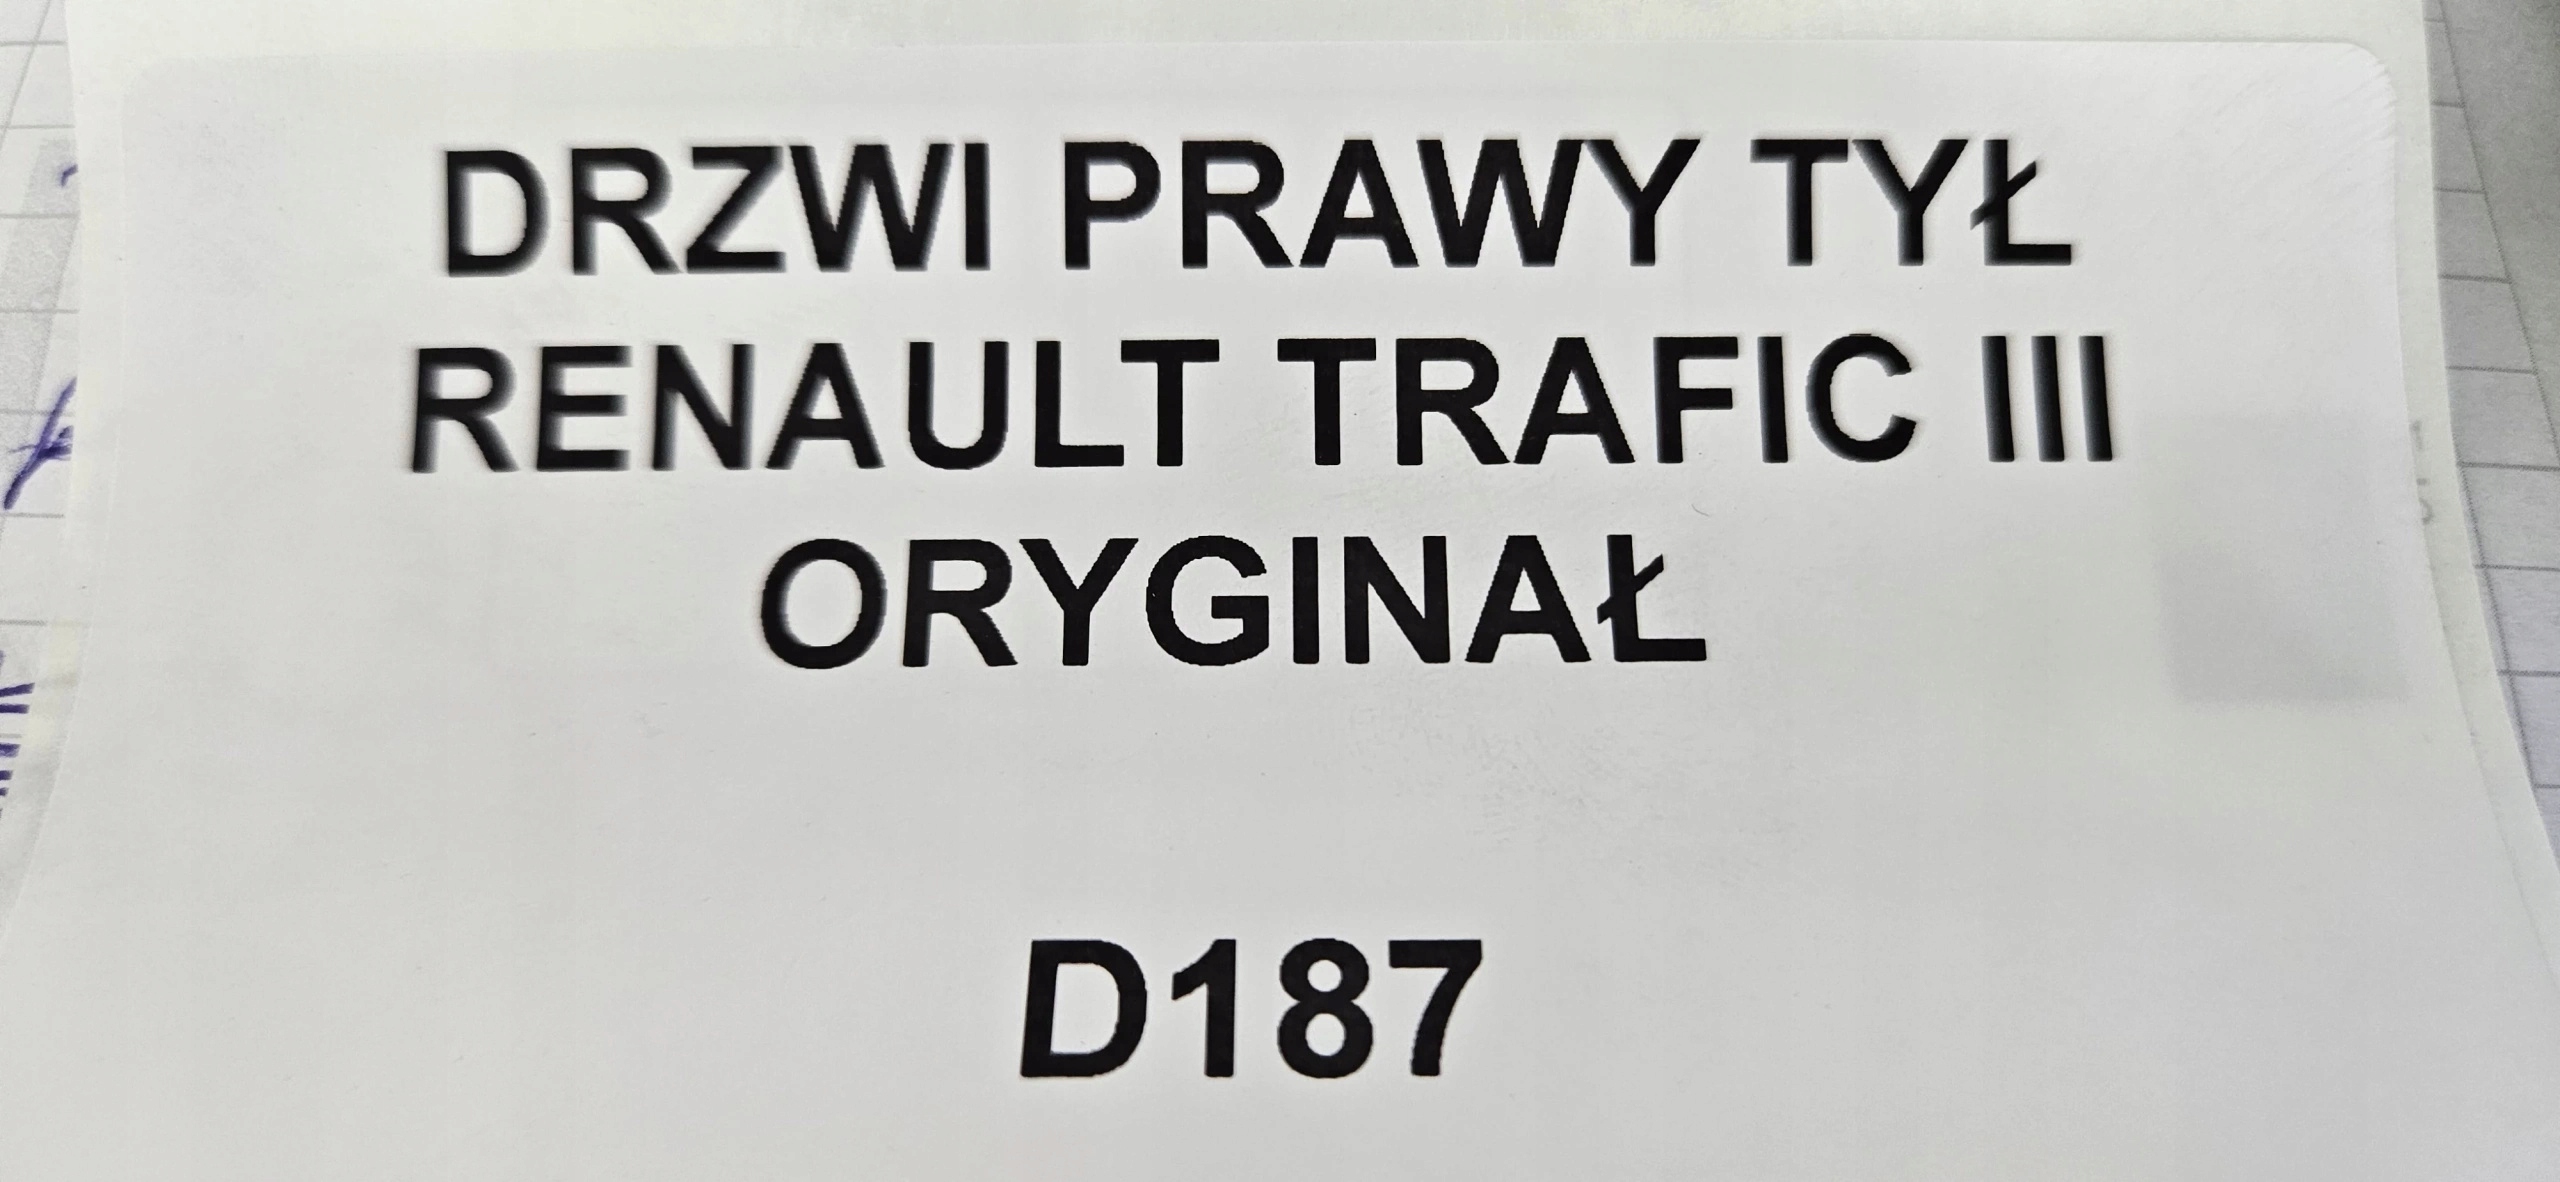 DRZWI PRAWY TYŁ
RENAULT TRAFIC III
ORYGINAŁ
D187